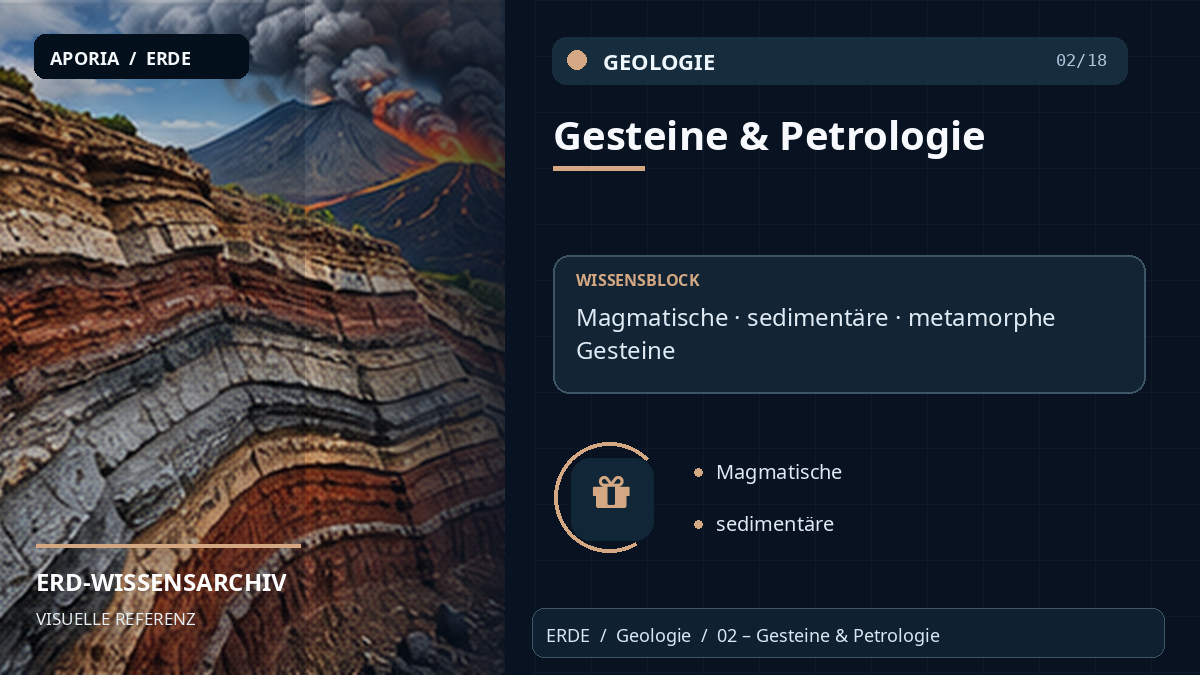 APORIA / ERDE
ERD-WISSENSARCHIV
VISUELLE REFERENZ
GEOLOGIE
02/18
Gesteine & Petrologie
WISSENSBLOCK
Magmatische · sedimentäre · metamorphe
Gesteine
• Magmatische
• sedimentäre
ERDE / Geologie / 02 – Gesteine & Petrologie